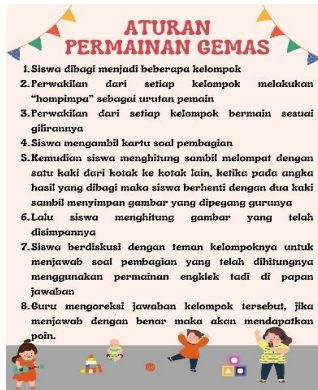 ATURAN
PERMAINAN GEMAS
1. Siswa dibagi menjadi beberapa kelompok
2. Perwakilan dari setiap kelompok melakukan
“hompimpa” sebagai urutan pemain
3. Perwakilan dari setiap kelompok bermain sesuai
gilirannya
4. Siswa mengambil kartu soal pembagian
5. Kemudian siswa menghitung sambil melompat dengan
satu kaki dari kotak ke kotak lain, ketika pada angka
hasil yang dibagi maka siswa berhenti dengan dua kaki
sambil menyimpan gambar yang dipegang gurunya
6. Lalu siswa menghitung gambar yang telah
disimpannya
7. Siswa berdiskusi dengan teman kelompoknya untuk
menjawab soal pembagian yang telah dihitungnya
menggunakan permainan engklek tadi di papan
jawaban
8. Guru mengoreksi jawaban kelompok tersebut, jika
menjawab dengan benar maka akan mendapatkan
poin.